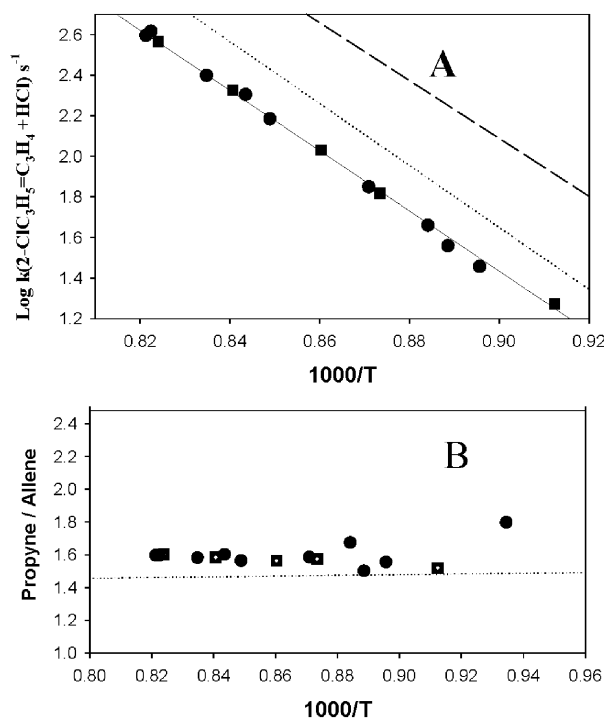 Log k(2-ClC₃H₅=C₃H₄+HCl) s⁻¹
2.6
2.4
2.2
2.0
1.8
1.6
1.4
1.2
A
0.82 0.84 0.86 0.88 0.90 0.92
1000/T
Propyne / Allene
2.4
2.2
2.0
1.8
1.6
1.4
1.2
1.0
B
0.80 0.82 0.84 0.86 0.88 0.90 0.92 0.94 0.96
1000/T